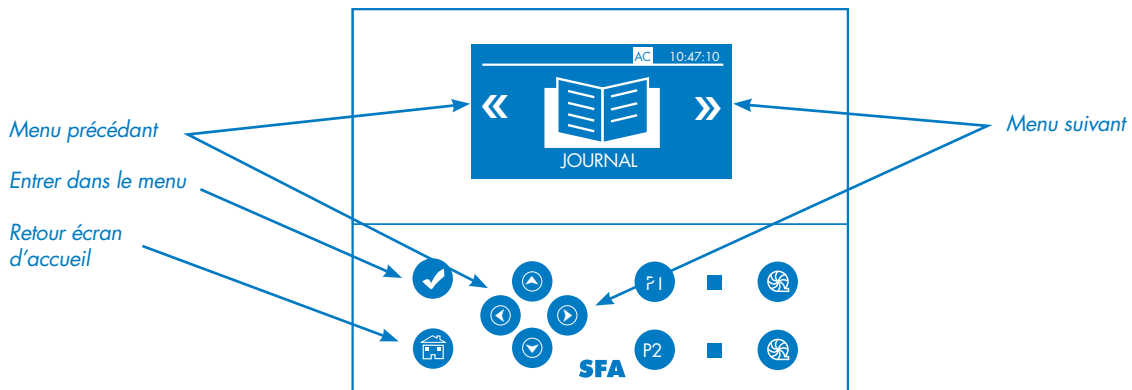 AC 10:47:10
JOURNAL
Menu précédant
Menu suivant
Entrer dans le menu
Retour écran
d’accueil
P1
P2
SFA